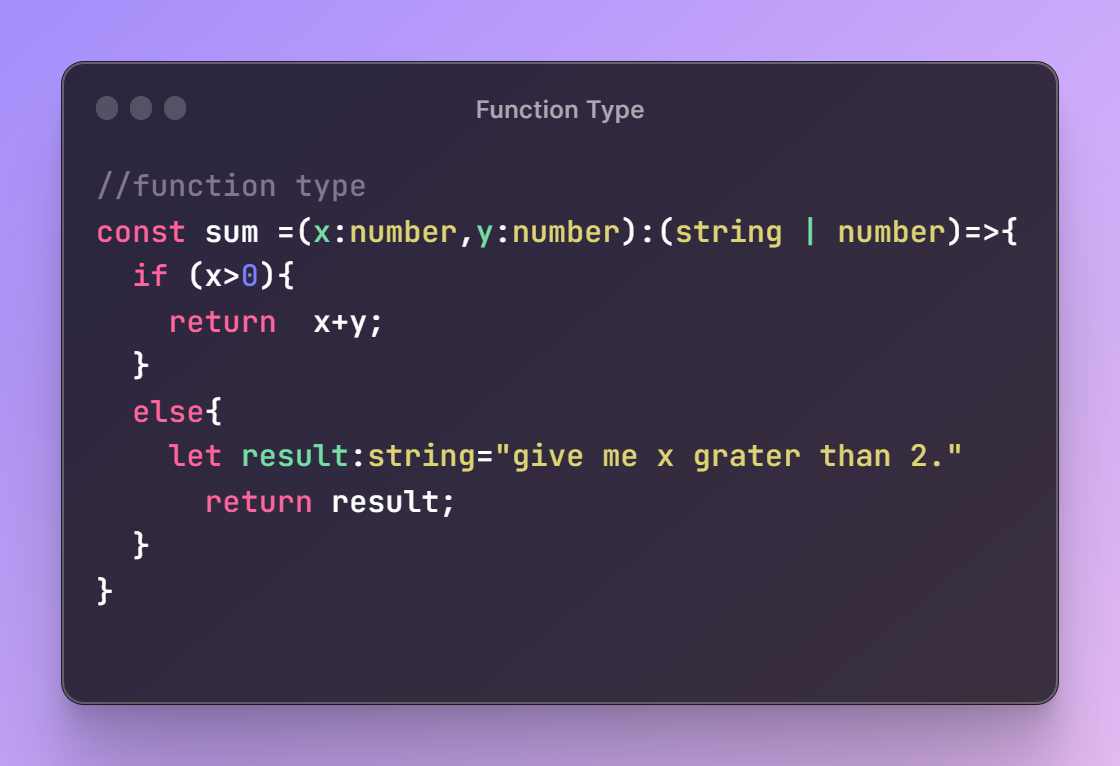 Function Type
//function type
const sum =(x:number,y:number):(string | number)=>{
  if (x>0){
    return  x+y;
  }
  else{
    let result:string="give me x grater than 2."
      return result;
  }
}